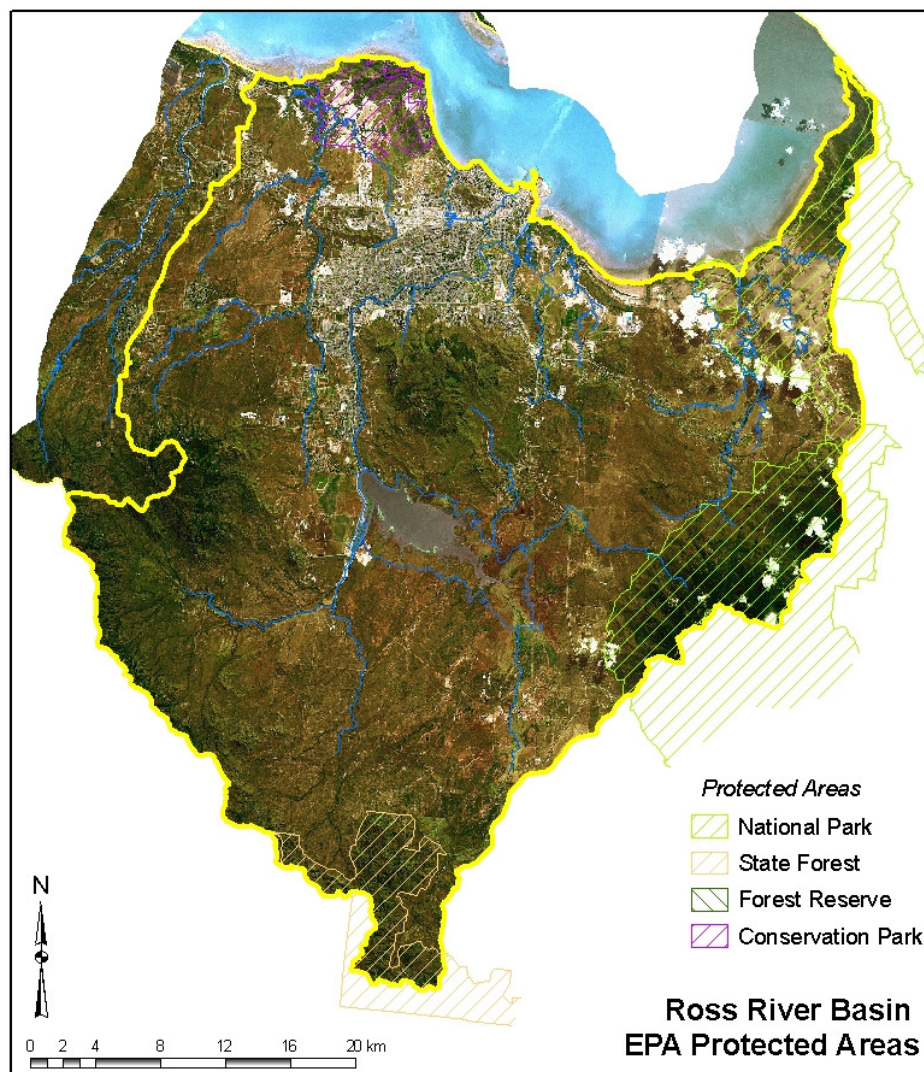 Protected Areas
National Park
State Forest
Forest Reserve
Conservation Park
N
0 2 4 8 12 16 20 km
Ross River Basin
EPA Protected Areas